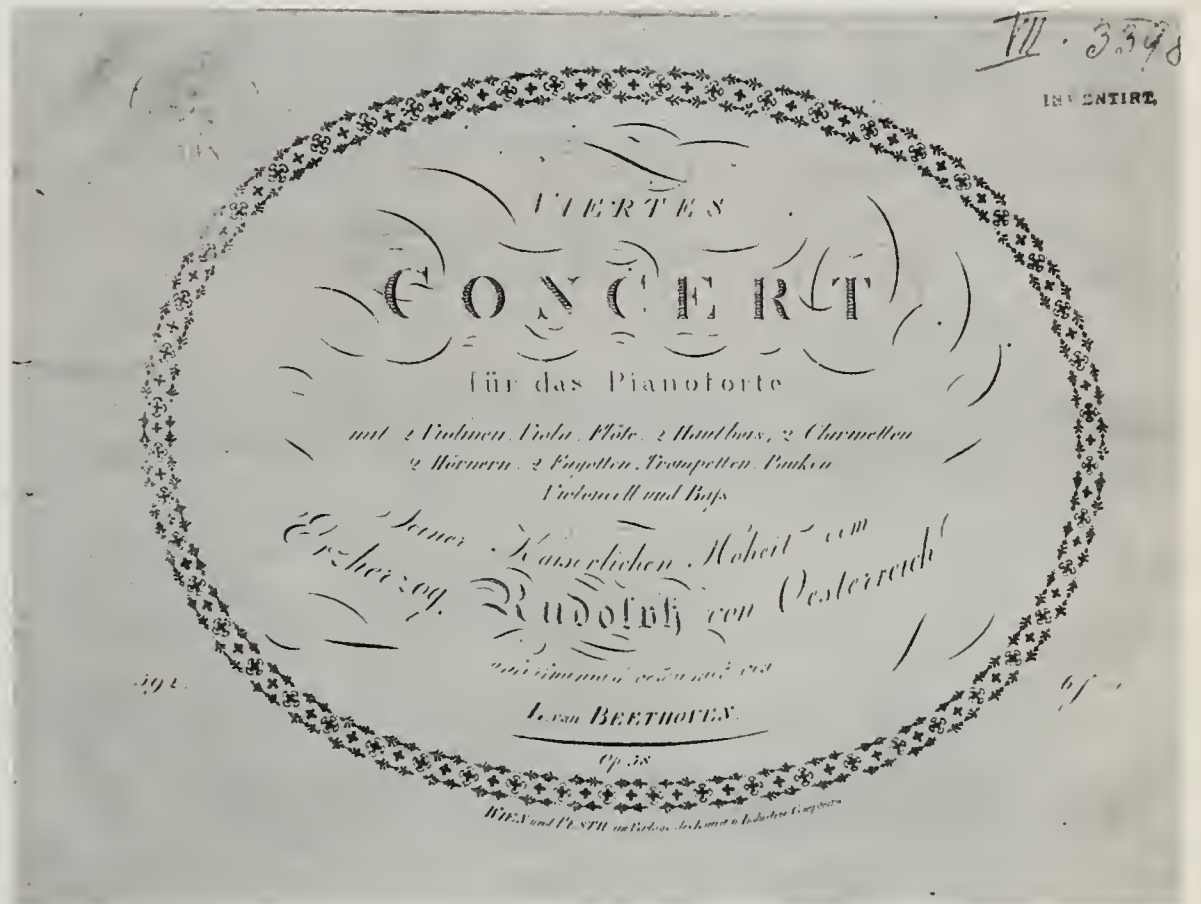 VII. 3398
INVENTIRT,
VIERTES
CONCERT
für das Pianoforte
mit 2 Violinen, Viola, Flöte, 2 Hautbois, 2 Clarinetten
2 Hörnern, 2 Fagotten, Trompetten, Pauken
Violoncell und Baſs
Seiner Kaiserlichen Hoheit dem
Erzherzog Rudolph von Oesterreich
L. van BEETHOVEN.
Op 58
592.
WIEN und PESTH im Verlage des Kunst u Industrie Comptoirs